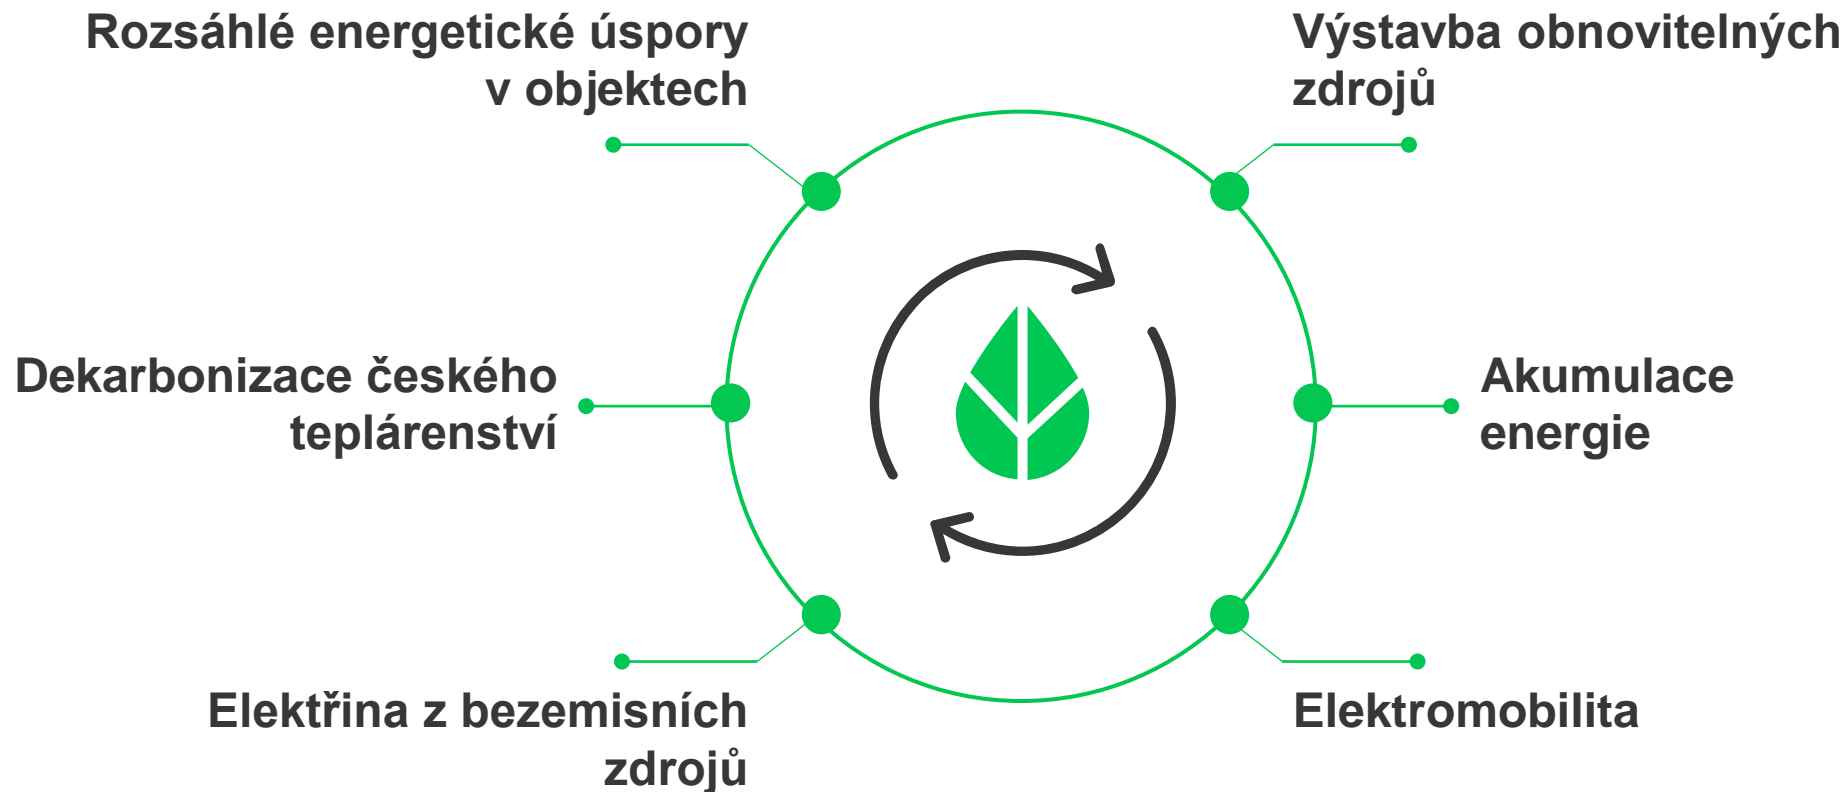 Rozsáhlé energetické úspory
v objektech
Výstavba obnovitelných
zdrojů
Dekarbonizace českého
teplárenství
Akumulace
energie
Elektřina z bezemisních
zdrojů
Elektromobilita